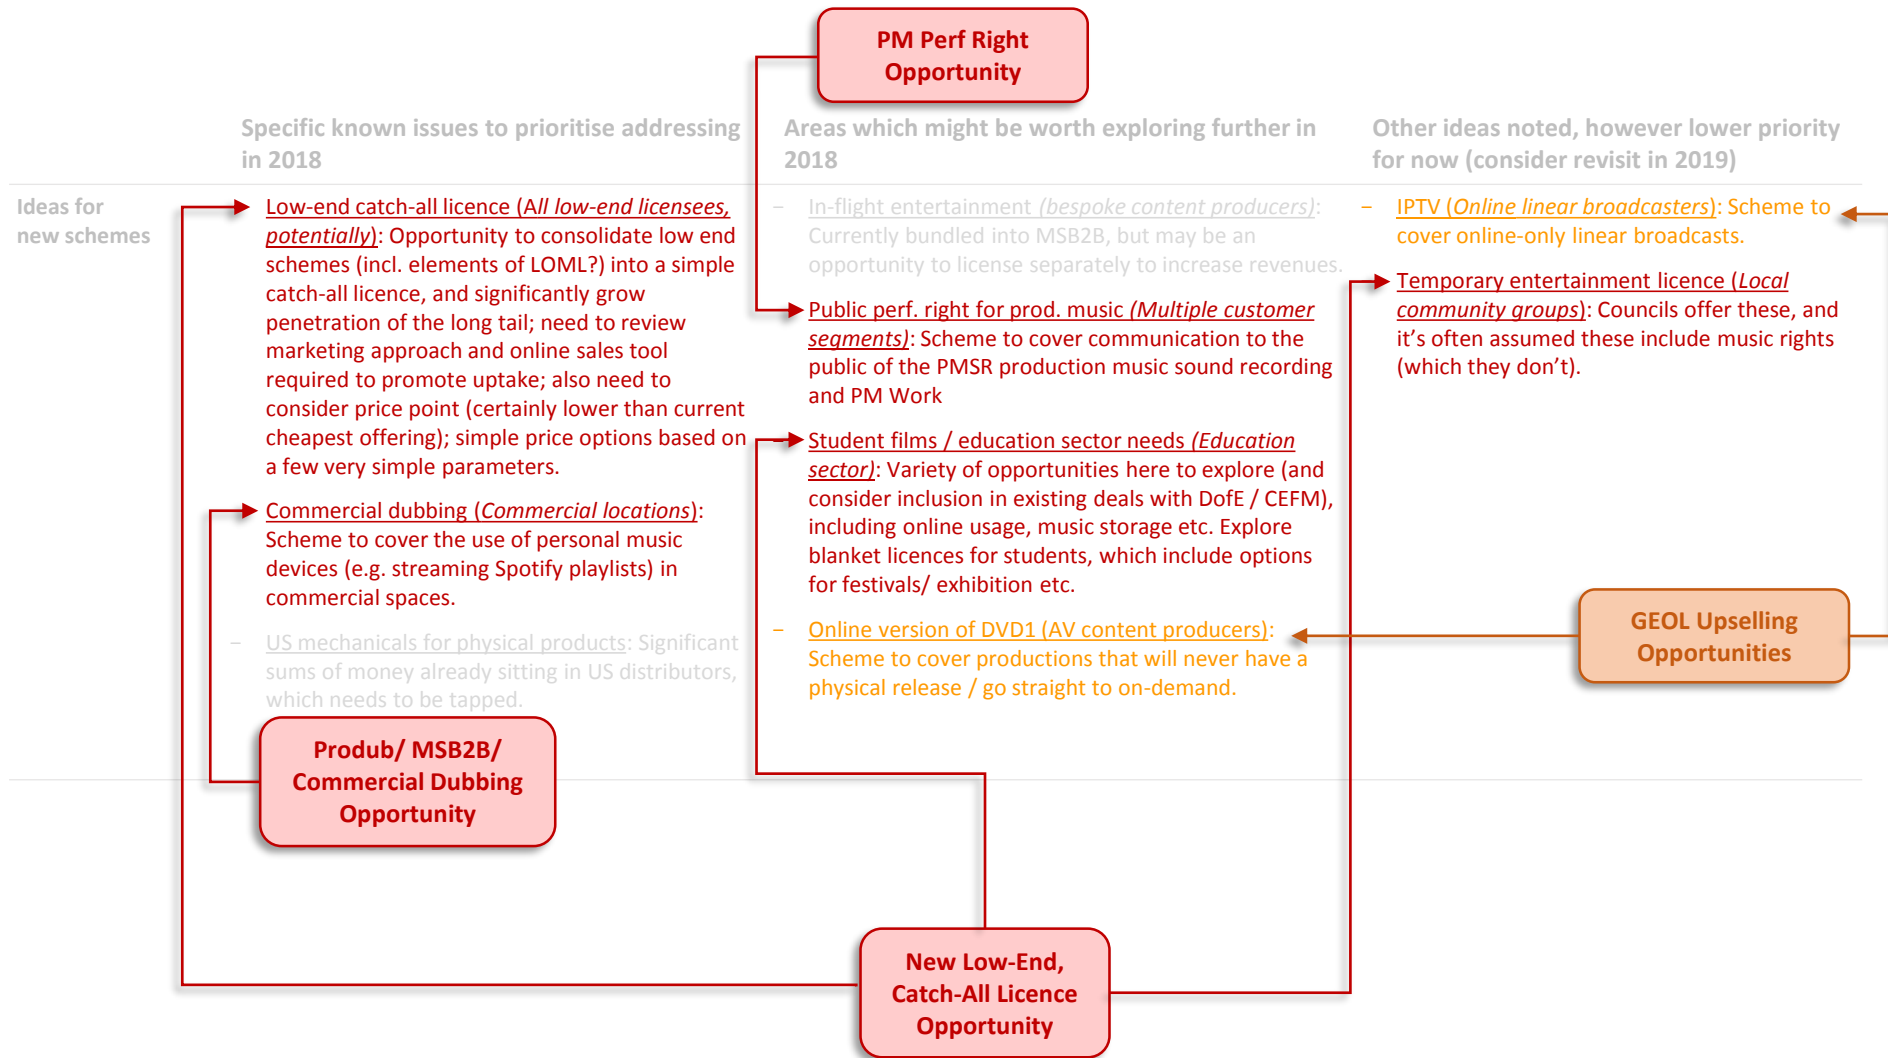 PM Perf Right
Opportunity
Specific known issues to prioritise addressing
in 2018
Areas which might be worth exploring further in
2018
Other ideas noted, however lower priority
for now (consider revisit in 2019)
Ideas for
new schemes
Low-end catch-all licence (All low-end licensees,
potentially): Opportunity to consolidate low end
schemes (incl. elements of LOML?) into a simple
catch-all licence, and significantly grow
penetration of the long tail; need to review
marketing approach and online sales tool
required to promote uptake; also need to
consider price point (certainly lower than current
cheapest offering); simple price options based on
a few very simple parameters.
Commercial dubbing (Commercial locations):
Scheme to cover the use of personal music
devices (e.g. streaming Spotify playlists) in
commercial spaces.
– US mechanicals for physical products: Significant
sums of money already sitting in US distributors,
which needs to be tapped.
Produb/ MSB2B/
Commercial Dubbing
Opportunity
– In-flight entertainment (bespoke content producers):
Currently bundled into MSB2B, but may be an
opportunity to license separately to increase revenues.
Public perf. right for prod. music (Multiple customer
segments): Scheme to cover communication to the
public of the PMSR production music sound recording
and PM Work
– Student films / education sector needs (Education
sector): Variety of opportunities here to explore (and
consider inclusion in existing deals with DofE / CEFM),
including online usage, music storage etc. Explore
blanket licences for students, which include options
for festivals/ exhibition etc.
– Online version of DVD1 (AV content producers):
Scheme to cover productions that will never have a
physical release / go straight to on-demand.
– IPTV (Online linear broadcasters): Scheme to
cover online-only linear broadcasts.
Temporary entertainment licence (Local
community groups): Councils offer these, and
it’s often assumed these include music rights
(which they don’t).
GEOL Upselling
Opportunities
New Low-End,
Catch-All Licence
Opportunity